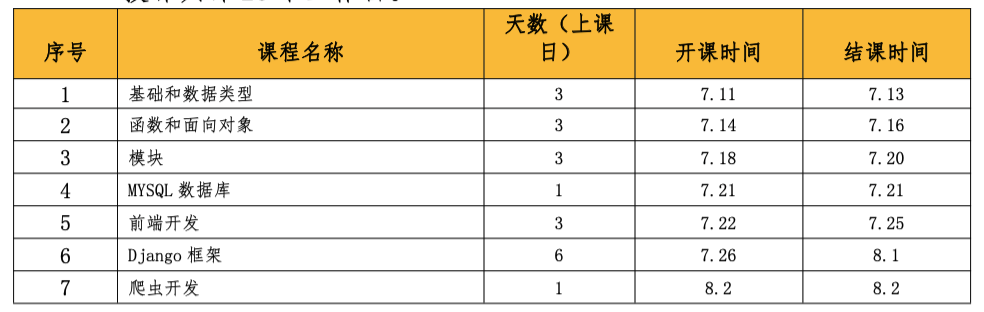 序号 课程名称 天数（上课日） 开课时间 结课时间
1 基础和数据类型 3 7.11 7.13
2 函数和面向对象 3 7.14 7.16
3 模块 3 7.18 7.20
4 MYSQL 数据库 1 7.21 7.21
5 前端开发 3 7.22 7.25
6 Django 框架 6 7.26 8.1
7 爬虫开发 1 8.2 8.2